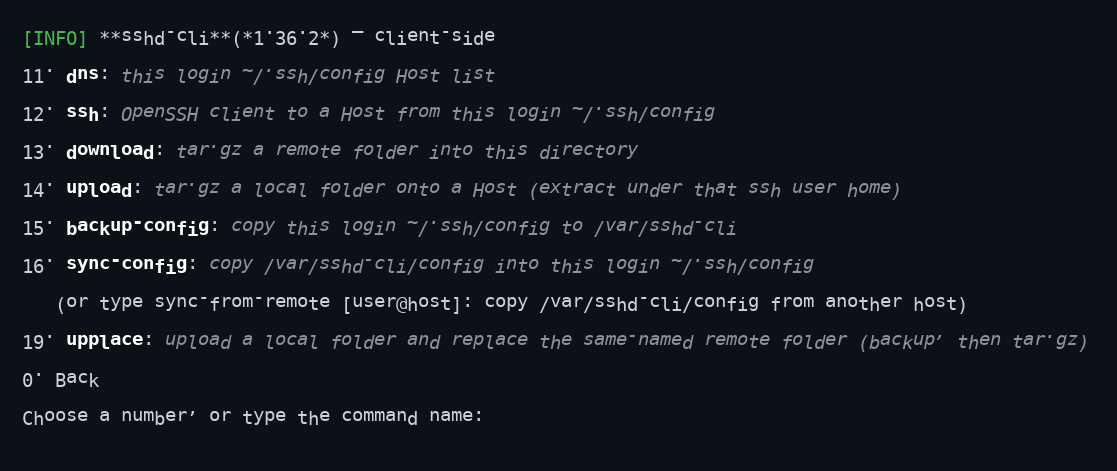 [INFO] **sshd-cli**(*1.36.2*) — client-side
11. dns: this login ~/.ssh/config Host list
12. ssh: OpenSSH client to a Host from this login ~/.ssh/config
13. download: tar.gz a remote folder into this directory
14. upload: tar.gz a local folder onto a Host (extract under that ssh user home)
15. backup-config: copy this login ~/.ssh/config to /var/sshd-cli
16. sync-config: copy /var/sshd-cli/config into this login ~/.ssh/config
(or type sync-from-remote [user@host]: copy /var/sshd-cli/config from another host)
19. upplace: upload a local folder and replace the same-named remote folder (backup, then tar.gz)
0. Back
Choose a number, or type the command name: